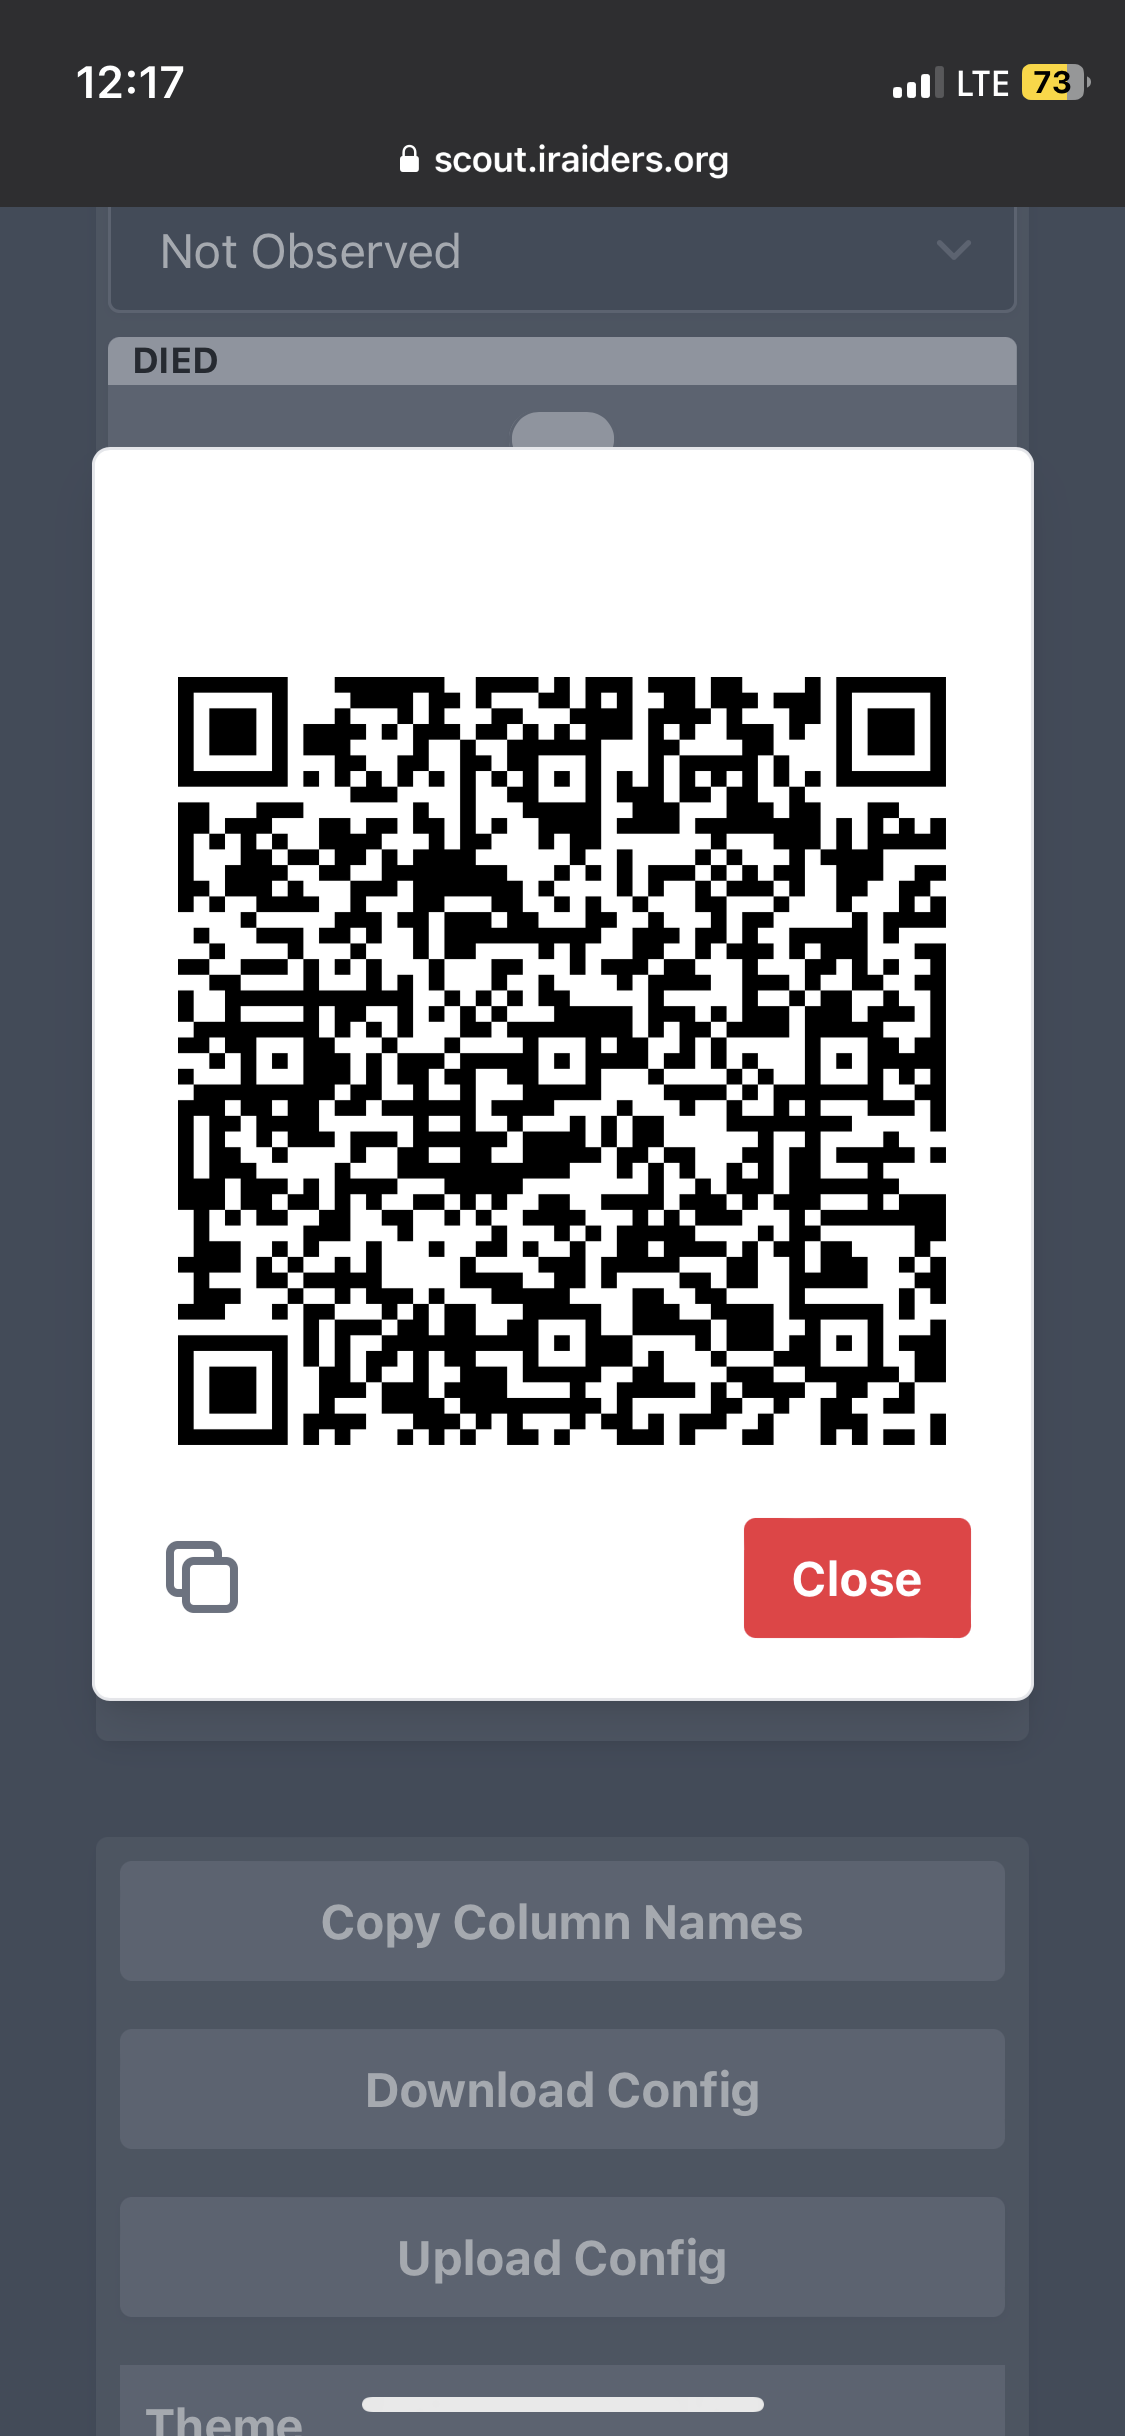 12:17
LTE 73
scout.iraiders.org
Not Observed
DIED
Close
Copy Column Names
Download Config
Upload Config
Theme